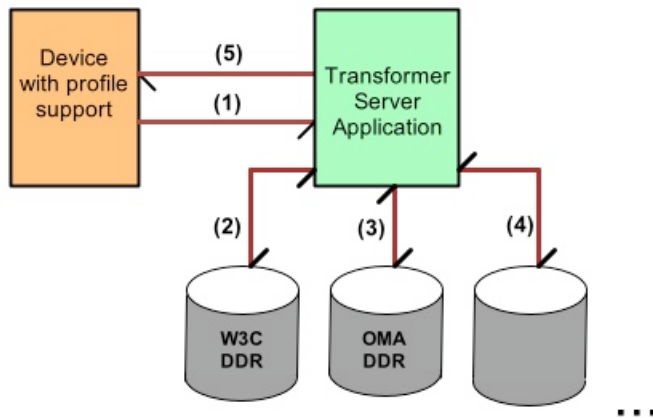 Device
with profile
support
(5)
(1)
Transformer
Server
Application
(2)
(3)
(4)
W3C
DDR
OMA
DDR
...